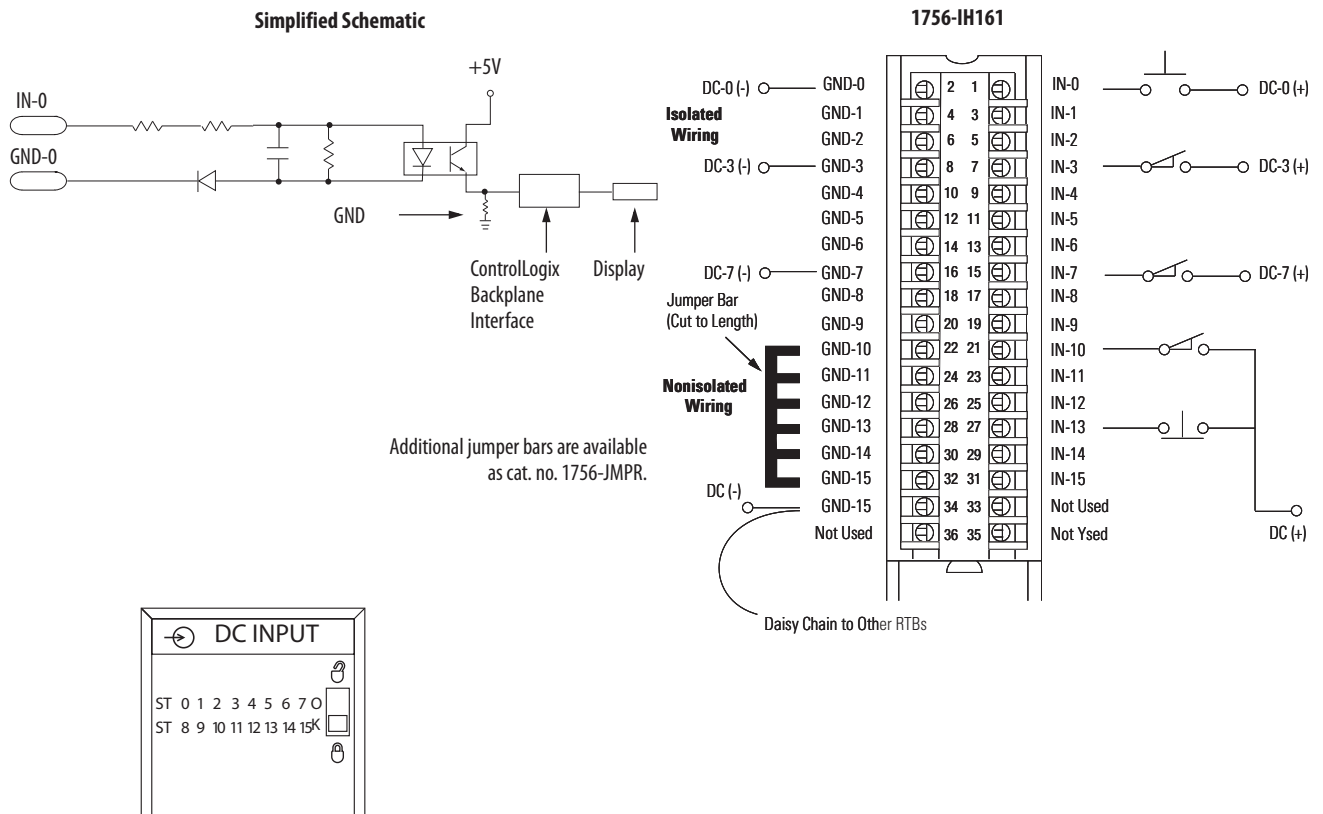 Simplified Schematic
1756-IH161
+5V
IN-0
GND-0
GND
ControlLogix
Backplane
Interface
Display
Additional jumper bars are available
as cat. no. 1756-JMPR.
Isolated
Wiring
Jumper Bar
(Cut to Length)
Nonisolated
Wiring
DC-0 (-) GND-0 2 1 IN-0 DC-0 (+)
GND-1 4 3 IN-1
GND-2 6 5 IN-2
DC-3 (-) GND-3 8 7 IN-3 DC-3 (+)
GND-4 10 9 IN-4
GND-5 12 11 IN-5
GND-6 14 13 IN-6
DC-7 (-) GND-7 16 15 IN-7 DC-7 (+)
GND-8 18 17 IN-8
GND-9 20 19 IN-9
GND-10 22 21 IN-10
GND-11 24 23 IN-11
GND-12 26 25 IN-12
GND-13 28 27 IN-13
GND-14 30 29 IN-14
GND-15 32 31 IN-15
DC (-) GND-15 34 33 Not Used DC (+)
Not Used 36 35 Not Ysed
Daisy Chain to Other RTBs
DC INPUT
ST 0 1 2 3 4 5 6 7 O
ST 8 9 10 11 12 13 14 15 K